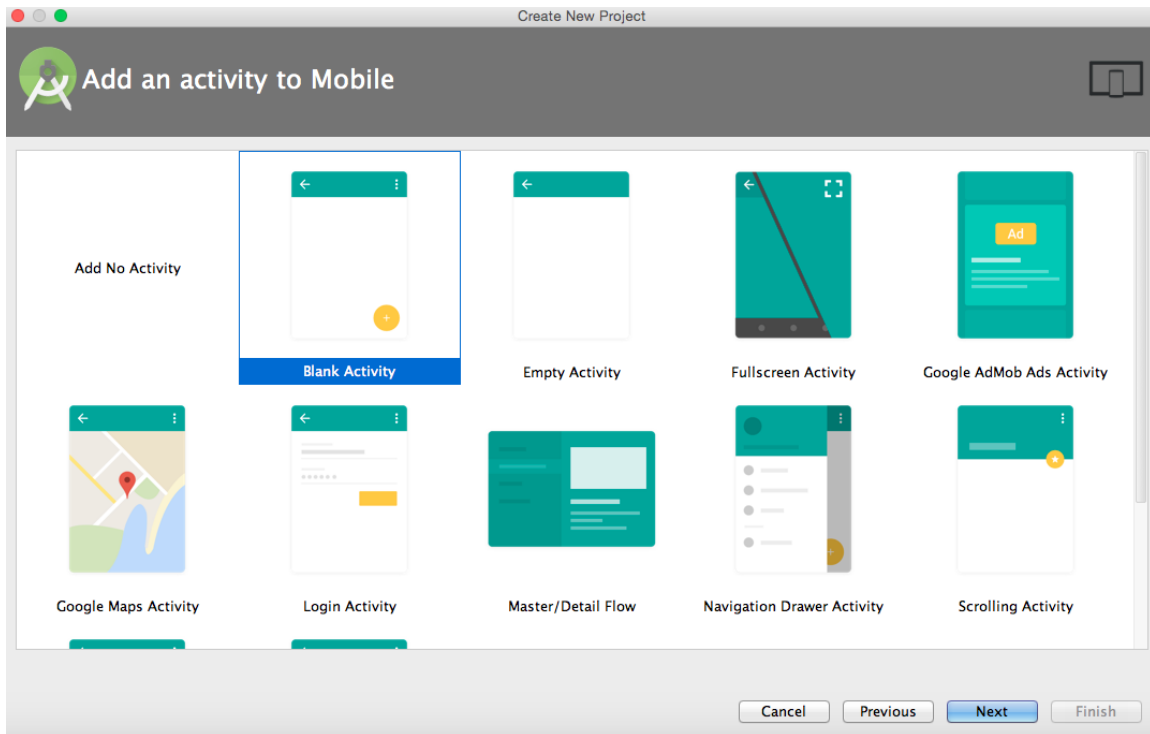 Create New Project
Add an activity to Mobile
Add No Activity
Blank Activity
Empty Activity
Fullscreen Activity
Ad
Google AdMob Ads Activity
Google Maps Activity
Login Activity
Master/Detail Flow
Navigation Drawer Activity
Scrolling Activity
Cancel
Previous
Next
Finish